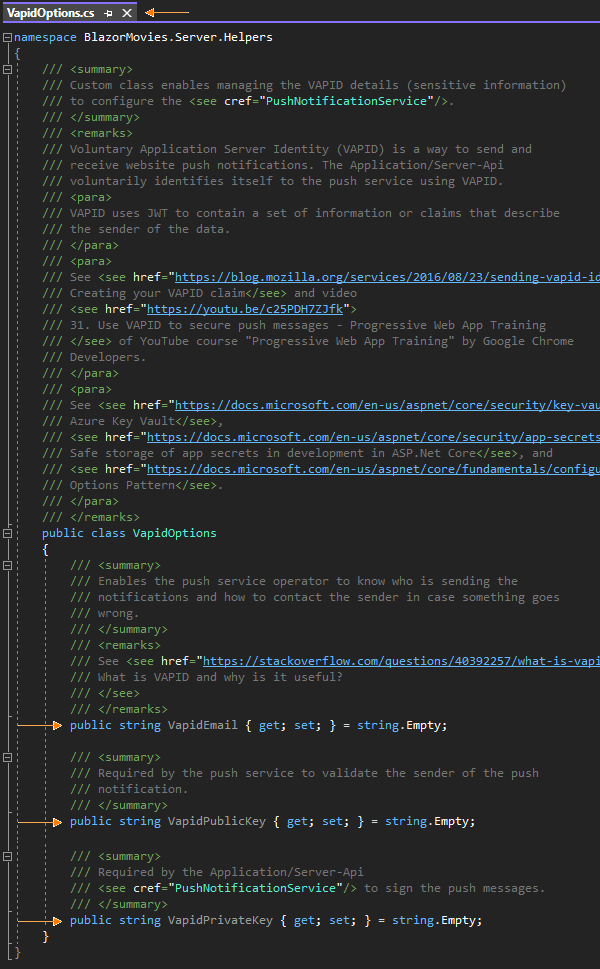 VapidOptions.cs
namespace BlazorMovies.Server.Helpers
{
/// <summary>
/// Custom class enables managing the VAPID details (sensitive information)
/// to configure the <see cref="PushNotificationService"/>.
/// </summary>
/// <remarks>
/// Voluntary Application Server Identity (VAPID) is a way to send and
/// receive website push notifications. The Application/Server-Api
/// voluntarily identifies itself to the push service using VAPID.
/// <para>
/// VAPID uses JWT to contain a set of information or claims that describe
/// the sender of the data.
/// </para>
/// <para>
/// See <see href="https://blog.mozilla.org/services/2016/08/23/sending-vapid-id
/// Creating your VAPID claim</see> and video
/// <see href="https://youtu.be/c25PDH7ZJfk">
/// 31. Use VAPID to secure push messages - Progressive Web App Training
/// </see> of YouTube course "Progressive Web App Training" by Google Chrome
/// Developers.
/// </para>
/// <para>
/// See <see href="https://docs.microsoft.com/en-us/aspnet/core/security/key-vau
/// Azure Key Vault</see>,
/// <see href="https://docs.microsoft.com/en-us/aspnet/core/security/app-secrets
/// Safe storage of app secrets in development in ASP.Net Core</see>, and
/// <see href="https://docs.microsoft.com/en-us/aspnet/core/fundamentals/configu
/// Options Pattern</see>.
/// </para>
/// </remarks>
public class VapidOptions
{
/// <summary>
/// Enables the push service operator to know who is sending the
/// notifications and how to contact the sender in case something goes
/// wrong.
/// </summary>
/// <remarks>
/// See <see href="https://stackoverflow.com/questions/40392257/what-is-vapi
/// What is VAPID and why is it useful?
/// </see>
/// </remarks>
public string VapidEmail { get; set; } = string.Empty;
/// <summary>
/// Required by the push service to validate the sender of the push
/// notification.
/// </summary>
public string VapidPublicKey { get; set; } = string.Empty;
/// <summary>
/// Required by the Application/Server-Api
/// <see cref="PushNotificationService"/> to sign the push messages.
/// </summary>
public string VapidPrivateKey { get; set; } = string.Empty;
}
}